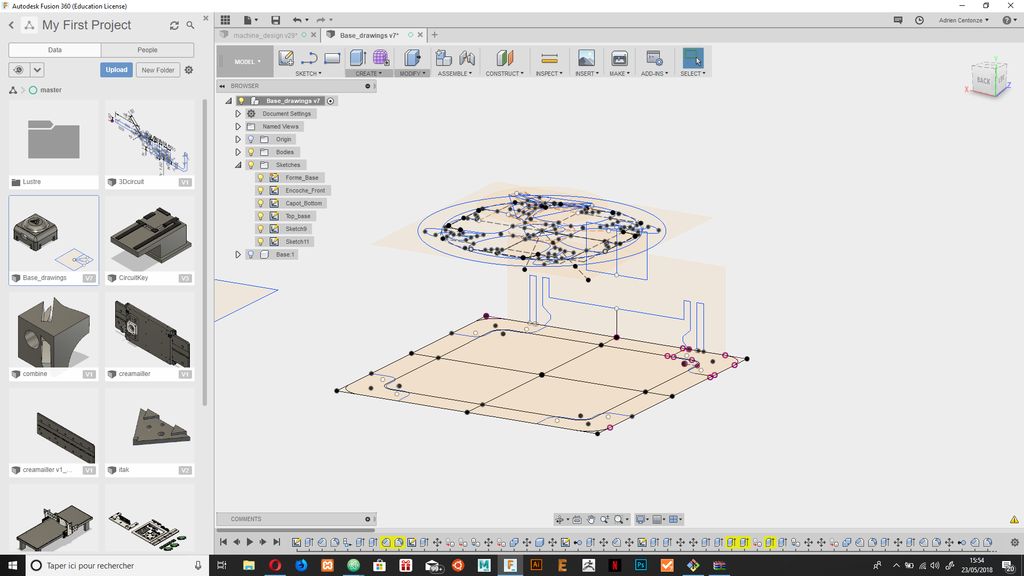 Autodesk Fusion 360 (Education License)
My First Project
Data People
Upload New Folder
master
Lustre
3Dcircuit V1
Base_drawings V7
CircuitKey V3
combine V1
creamailler V1
creamailler v1_... V1
itak V2
machine_design v29*
Base_drawings v7*
Adrien Centonze
MODEL
SKETCH
CREATE
MODIFY
ASSEMBLE
CONSTRUCT
INSPECT
INSERT
MAKE
ADD-INS
SELECT
BROWSER
Base_drawings v7
Document Settings
Named Views
Origin
Bodies
Sketches
Forme_Base
Encoche_Front
Capot_Bottom
Top_base
Sketch9
Sketch11
Base:1
BACK
X
Y
Z
COMMENTS
Taper ici pour rechercher
99+
Ai
Ps
15:54
23/05/2018
20